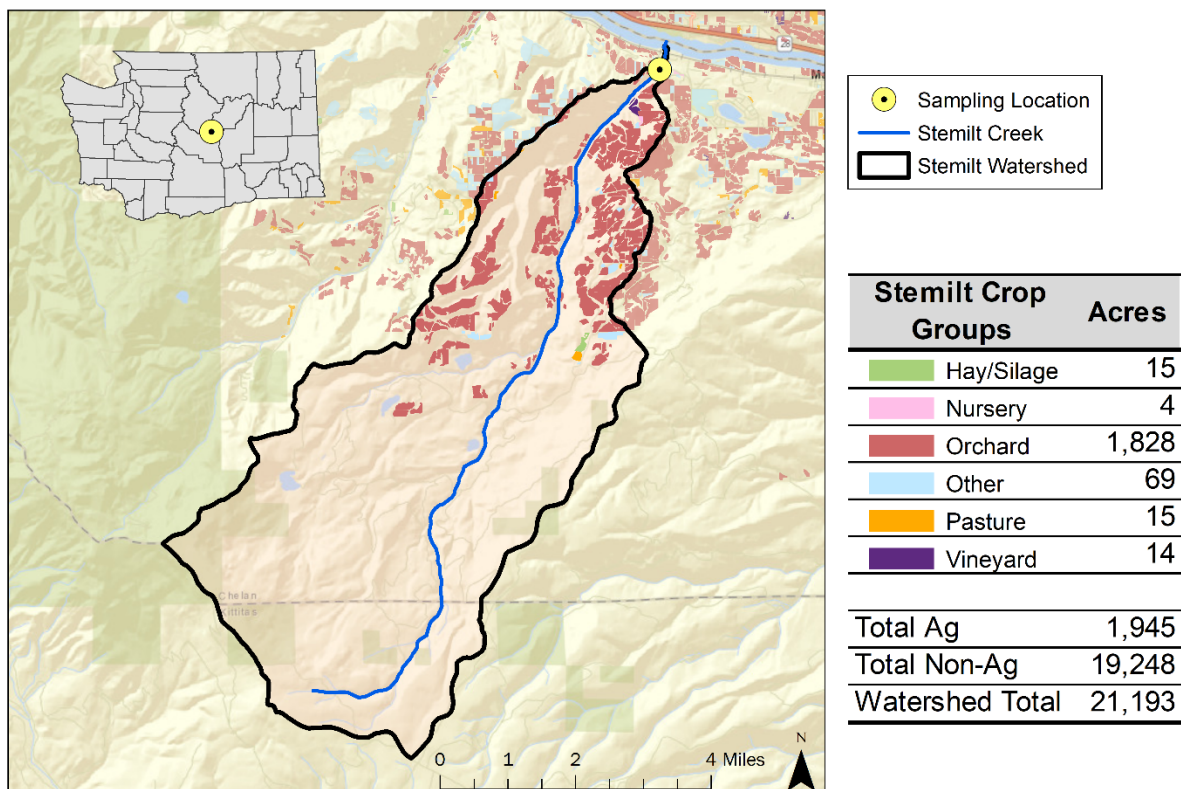 28
Ma
Chelan
Kittitas
0 1 2 4 Miles
N
Sampling Location
Stemilt Creek
Stemilt Watershed
Stemilt Crop Groups Acres
Hay/Silage 15
Nursery 4
Orchard 1,828
Other 69
Pasture 15
Vineyard 14
Total Ag 1,945
Total Non-Ag 19,248
Watershed Total 21,193